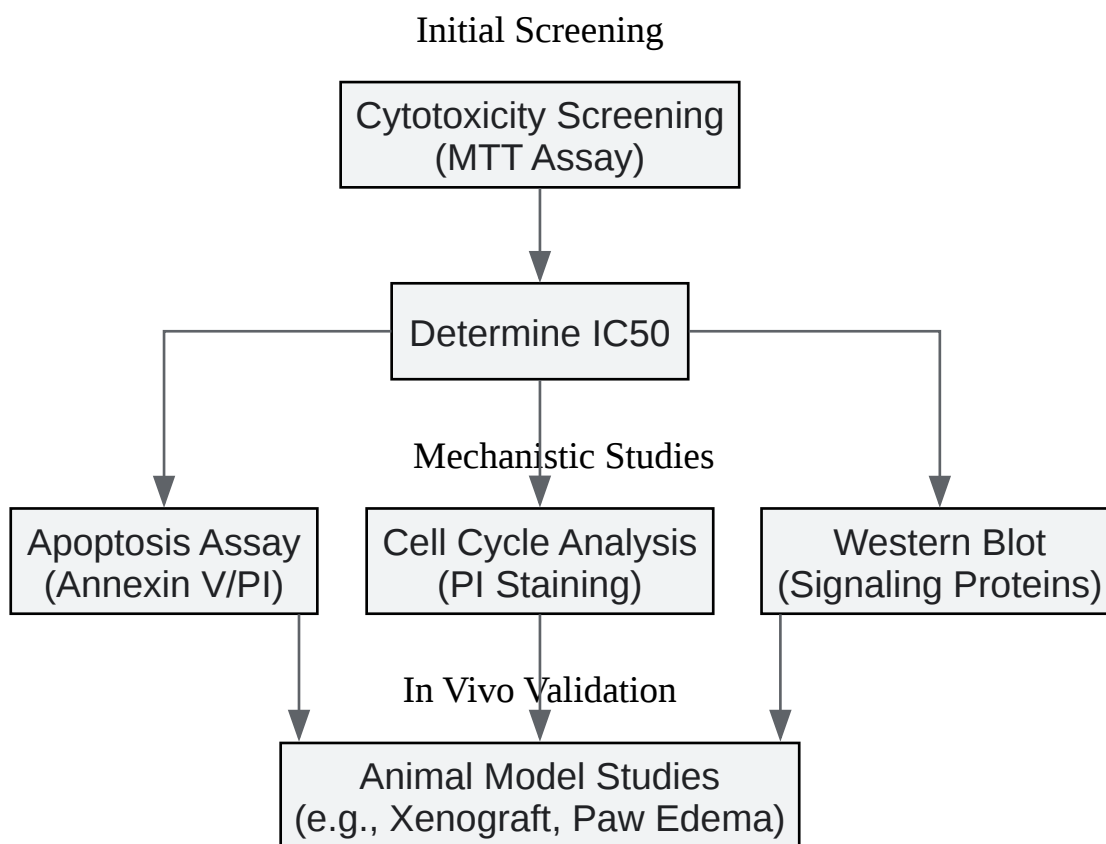 Initial Screening
Cytotoxicity Screening
(MTT Assay)
Determine IC50
Mechanistic Studies
Apoptosis Assay
(Annexin V/PI)
Cell Cycle Analysis
(PI Staining)
Western Blot
(Signaling Proteins)
In Vivo Validation
Animal Model Studies
(e.g., Xenograft, Paw Edema)